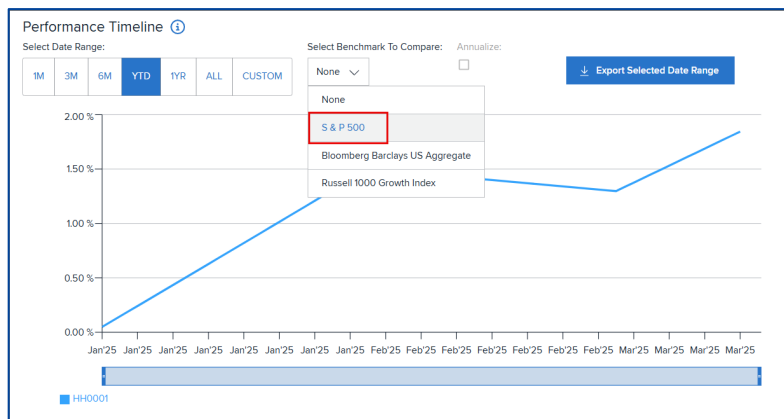 Performance Timeline
Select Date Range:
Select Benchmark To Compare:
Annualize:
1M
3M
6M
YTD
1YR
ALL
CUSTOM
None
Export Selected Date Range
None
S & P 500
Bloomberg Barclays US Aggregate
Russell 1000 Growth Index
2.00 %
1.50 %
1.00 %
0.50 %
0.00 %
Jan'25 Jan'25 Jan'25 Jan'25 Jan'25 Jan'25 Jan'25 Jan'25 Feb'25 Feb'25 Feb'25 Feb'25 Feb'25 Feb'25 Feb'25 Mar'25 Mar'25 Mar'25 Mar'25
HH0001